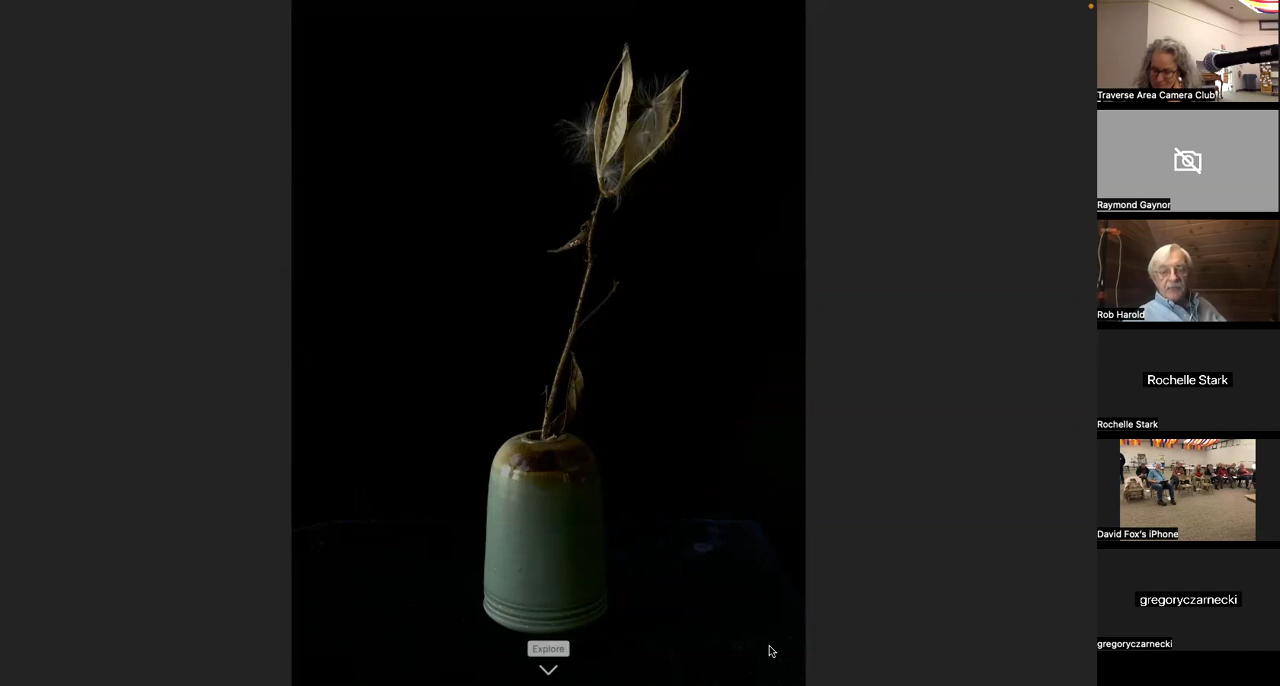 Explore
Traverse Area Camera Club
Raymond Gaynor
Rob Harold
Rochelle Stark
Rochelle Stark
David Fox's iPhone
gregoryczarnecki
gregoryczarnecki